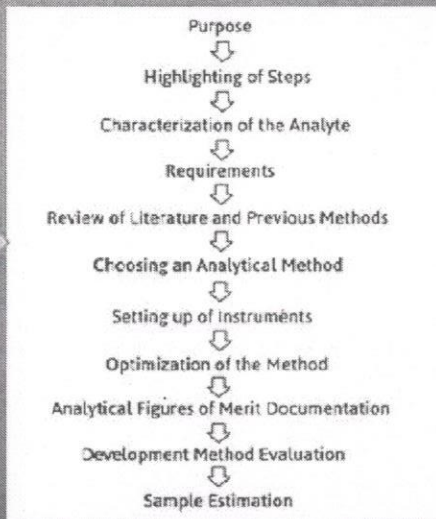 Purpose
Highlighting of Steps
Characterization of the Analyte
Requirements
Review of Literature and Previous Methods
Choosing an Analytical Method
Setting up of Instruments
Optimization of the Method
Analytical Figures of Merit Documentation
Development Method Evaluation
Sample Estimation